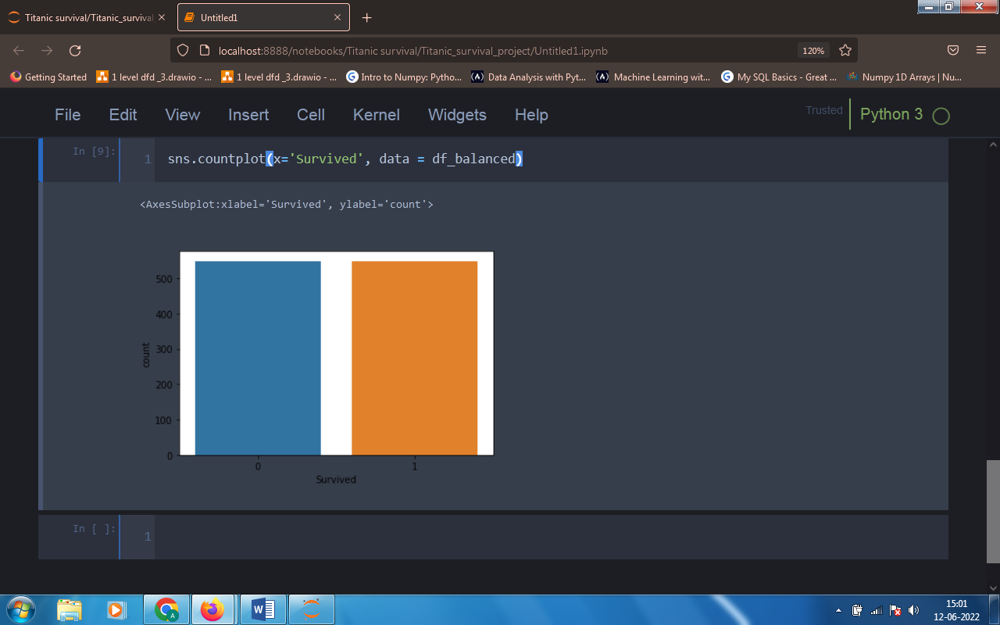 Titanic survival/Titanic_survival_
Untitled1
localhost:8888/notebooks/Titanic survival/Titanic_survival_project/Untitled1.ipynb
120%
Getting Started
1 level dfd _3.drawio - ...
1 level dfd _3.drawio - ...
Intro to Numpy: Pytho...
Data Analysis with Pyt...
Machine Learning wit...
My SQL Basics - Great ...
Numpy 1D Arrays | Nu...
File Edit View Insert Cell Kernel Widgets Help
Trusted
Python 3
In [9]:
1 sns.countplot(x='Survived', data = df_balanced)
<AxesSubplot:xlabel='Survived', ylabel='count'>
500
400
300
200
100
0
count
0 1
Survived
In [ ]:
1
15:01
12-06-2022